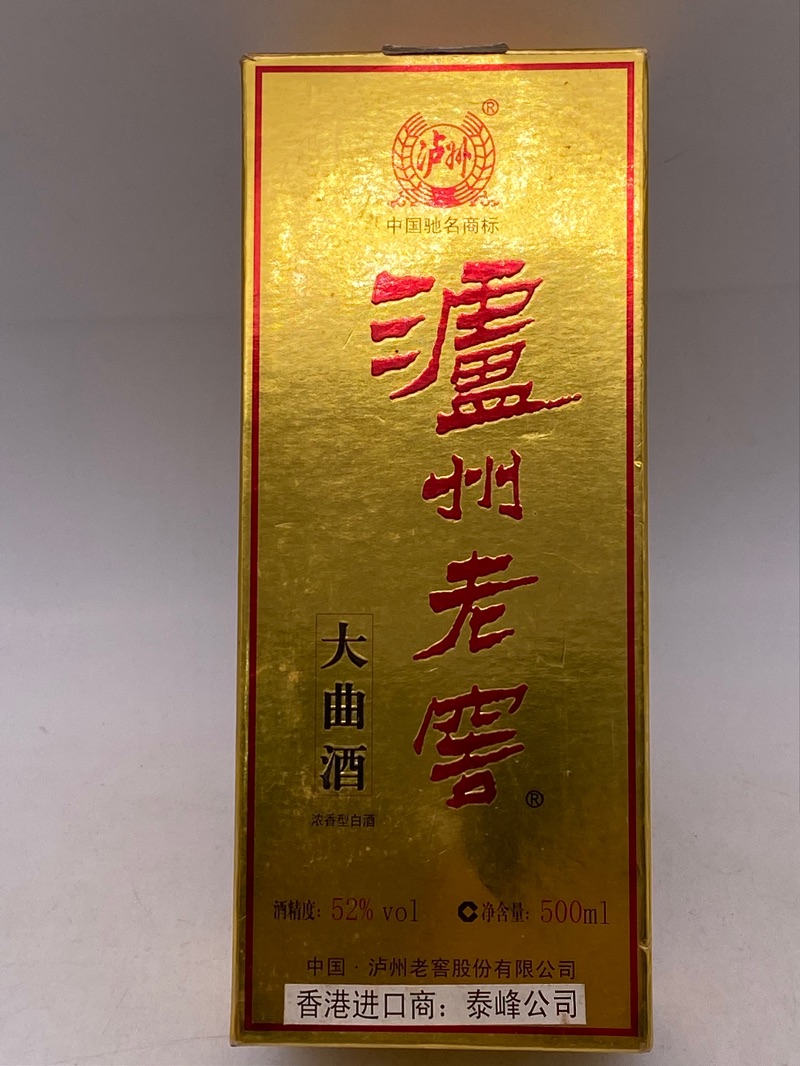 泸州
®
中国驰名商标
瀘州老窖
®
大曲酒
浓香型白酒
酒精度：52% vol 净含量：500ml
中国·泸州老窖股份有限公司
香港进口商：泰峰公司